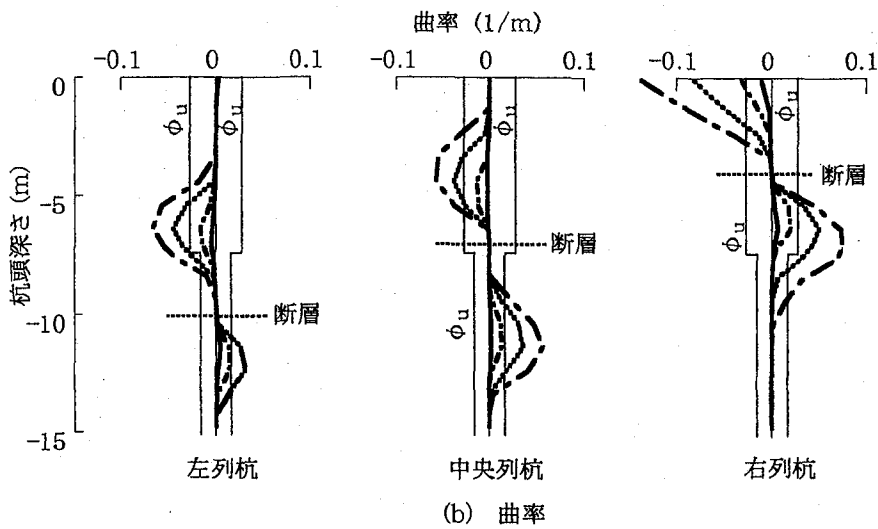 曲率 (1/m)
-0.1 0 0.1 -0.1 0 0.1 -0.1 0 0.1
0
-5
-10
-15
杭頭深さ (m)
φu φu
φu
φu
φu
φu
断層
断層
断層
左列杭 中央列杭 右列杭
(b) 曲率